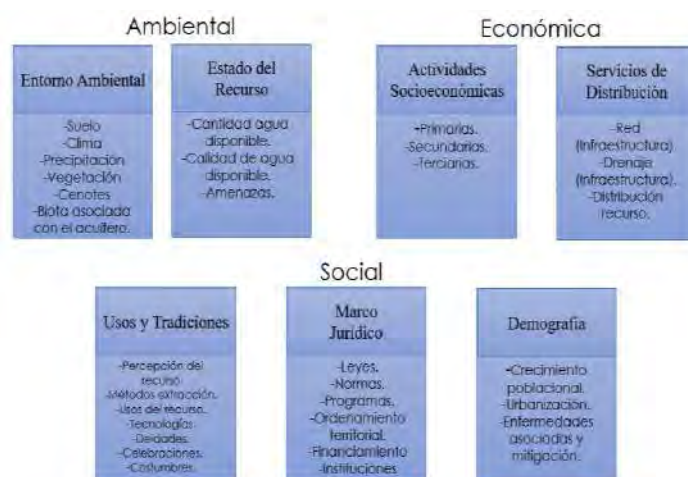 Ambiental
Económica
Entorno Ambiental
-Suelo
-Clima
-Precipitación
-Vegetación
-Cenotes
-Biota asociada
con el acuífero.
Estado del
Recurso
-Cantidad agua
disponible.
-Calidad de agua
disponible.
-Amenazas.
Actividades
Socioeconómicas
-Primarias.
-Secundarias.
-Terciarias.
Servicios de
Distribución
-Red
(Infraestructura)
-Drenaje
(Infraestructura).
-Distribución
recurso.
Social
Usos y Tradiciones
-Percepción del
recurso
-Métodos extracción.
-Usos del recurso.
-Tecnologías
-Deidades.
-Celebraciones.
-Costumbres.
Marco
Jurídico
-Leyes.
-Normas.
-Programas.
-Ordenamiento
territorial.
-Financiamiento
-Instituciones
Demografía
-Crecimiento
poblacional.
-Urbanización.
-Enfermedades
asociadas y
mitigación.